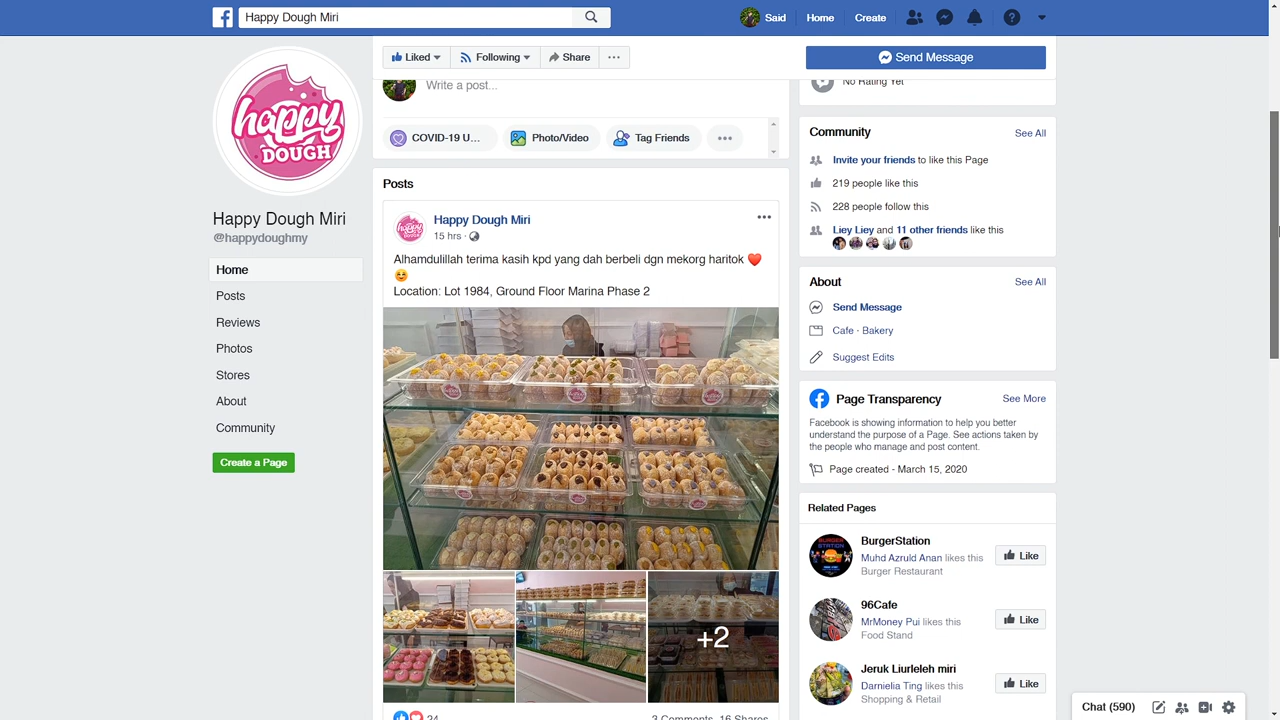 Happy Dough Miri
Said
Home
Create
happy
DOUGH
Happy Dough Miri
@happydoughmy
Home
Posts
Reviews
Photos
Stores
About
Community
Create a Page
Liked
Following
Share
Send Message
Write a post...
COVID-19 U...
Photo/Video
Tag Friends
Posts
Happy Dough Miri
15 hrs ·
Alhamdulillah terima kasih kpd yang dah berbeli dgn mekorg haritok ❤️
😊
Location: Lot 1984, Ground Floor Marina Phase 2
+2
24
3 Comments 16 Shares
No Rating Yet
Community See All
Invite your friends to like this Page
219 people like this
228 people follow this
Liey Liey and 11 other friends like this
About See All
Send Message
Cafe · Bakery
Suggest Edits
Page Transparency See More
Facebook is showing information to help you better
understand the purpose of a Page. See actions taken by
the people who manage and post content.
Page created - March 15, 2020
Related Pages
BURGER
STATION
BurgerStation
Muhd Azruld Anan likes this
Burger Restaurant
Like
96Cafe
MrMoney Pui likes this
Food Stand
Like
Jeruk Liurleleh miri
Darnielia Ting likes this
Shopping & Retail
Like
Chat (590)